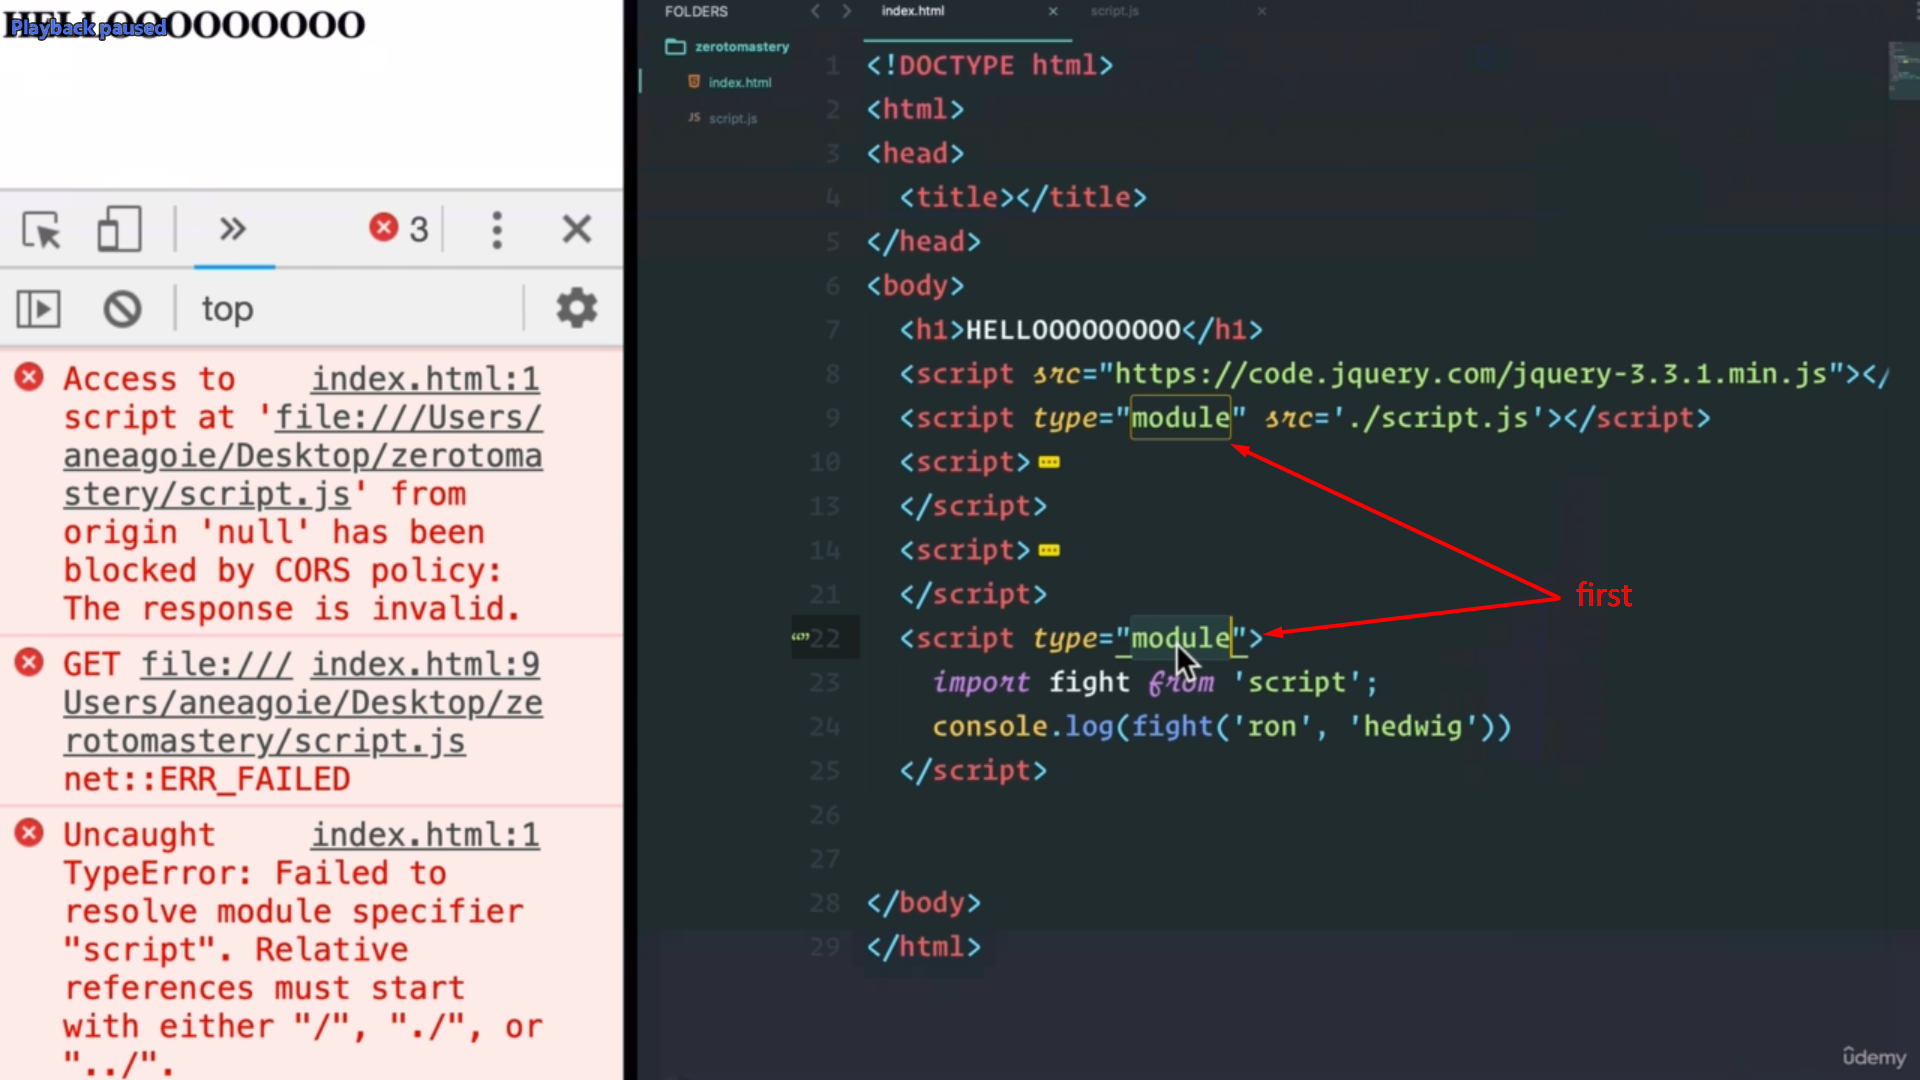 HELLOOOOOOOOO
Playback paused
3
top
Access to index.html:1
script at 'file:///Users/
aneagoie/Desktop/zerotoma
stery/script.js' from
origin 'null' has been
blocked by CORS policy:
The response is invalid.
GET file:/// index.html:9
Users/aneagoie/Desktop/ze
rotomastery/script.js
net::ERR_FAILED
Uncaught index.html:1
TypeError: Failed to
resolve module specifier
"script". Relative
references must start
with either "/", "./", or
"../".
FOLDERS
zerotomastery
index.html
JS script.js
index.html × script.js ×
1 <!DOCTYPE html>
2 <html>
3 <head>
4 <title></title>
5 </head>
6 <body>
7 <h1>HELLOOOOOOOOO</h1>
8 <script src="https://code.jquery.com/jquery-3.3.1.min.js"></
9 <script type="module" src='./script.js'></script>
10 <script>
13 </script>
14 <script>
21 </script>
22 <script type="module">
23 import fight from 'script';
24 console.log(fight('ron', 'hedwig'))
25 </script>
26
27
28 </body>
29 </html>
first
udemy